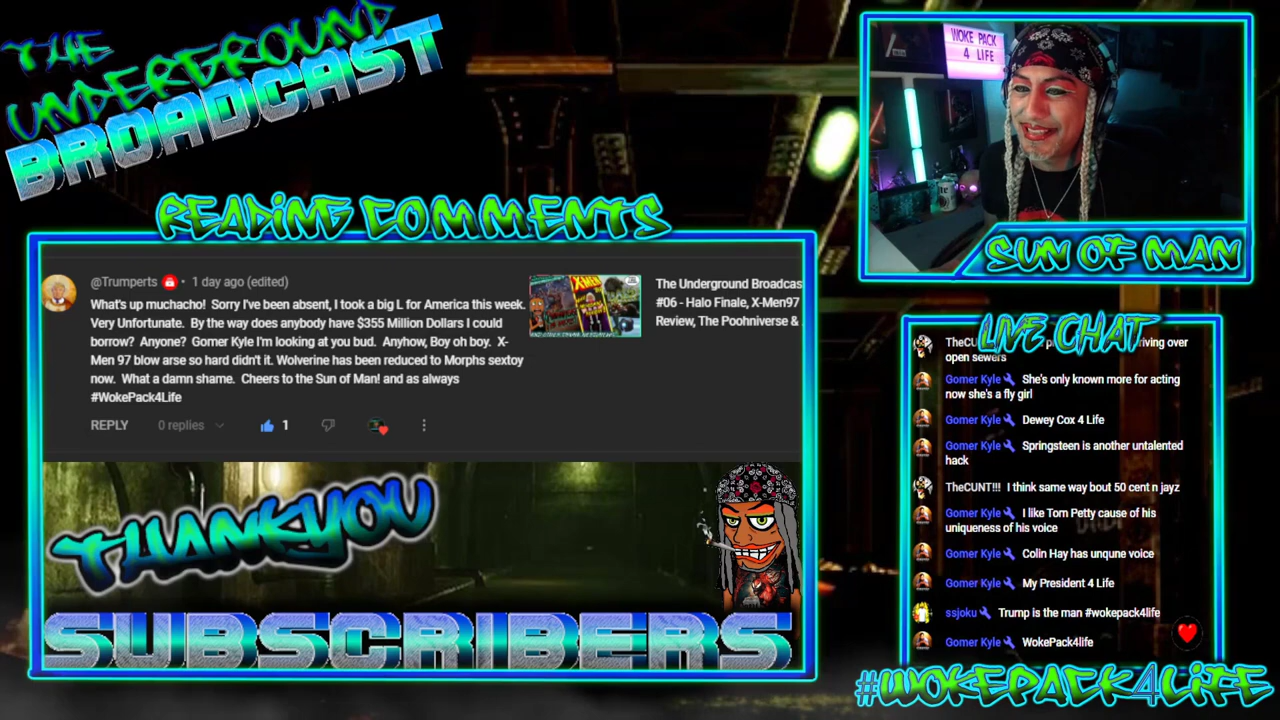 THE
UNDERGROUND
BROADCAST
WOKE PACK
4 LIFE
SUN OF MAN
READING COMMENTS
@Trumperts • 1 day ago (edited)
What's up muchacho! Sorry I've been absent, I took a big L for America this week.
Very Unfortunate. By the way does anybody have $355 Million Dollars I could
borrow? Anyone? Gomer Kyle I'm looking at you bud. Anyhow, Boy oh boy. X-
Men 97 blow arse so hard didn't it. Wolverine has been reduced to Morphs sextoy
now. What a damn shame. Cheers to the Sun of Man! and as always
#WokePack4Life
REPLY 0 replies 1
X-MEN
The Underground Broadcas
#06 - Halo Finale, X-Men97
Review, The Poohniverse &
THANKYOU
SUBSCRIBERS
LIVE CHAT
riving over
open sewers
Gomer Kyle She's only known more for acting
now she's a fly girl
Gomer Kyle Dewey Cox 4 Life
Gomer Kyle Springsteen is another untalented
hack
TheCUNT!!! I think same way bout 50 cent n jayz
Gomer Kyle I like Tom Petty cause of his
uniqueness of his voice
Gomer Kyle Colin Hay has unqune voice
Gomer Kyle My President 4 Life
ssjoku Trump is the man #wokepack4life
Gomer Kyle WokePack4life
#WOKEPACK4LIFE